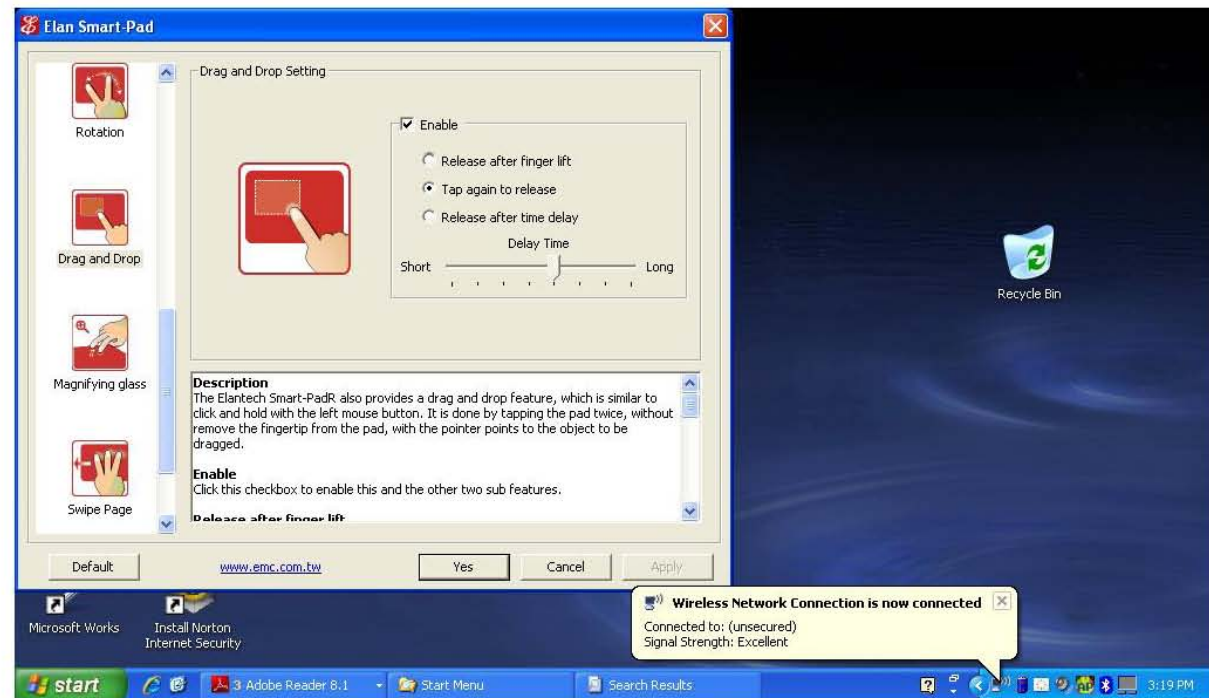 Elan Smart-Pad
Rotation
Drag and Drop
Magnifying glass
Swipe Page
Drag and Drop Setting
Enable
Release after finger lift
Tap again to release
Release after time delay
Delay Time
Short Long
Description
The Elantech Smart-PadR also provides a drag and drop feature, which is similar to
click and hold with the left mouse button. It is done by tapping the pad twice, without
remove the fingertip from the pad, with the pointer points to the object to be
dragged.
Enable
Click this checkbox to enable this and the other two sub features.
Release after finger lift
Default
www.emc.com.tw
Yes
Cancel
Apply
Recycle Bin
Microsoft Works
Install Norton
Internet Security
Wireless Network Connection is now connected
Connected to: (unsecured)
Signal Strength: Excellent
start
3 Adobe Reader 8.1
Start Menu
Search Results
3:19 PM